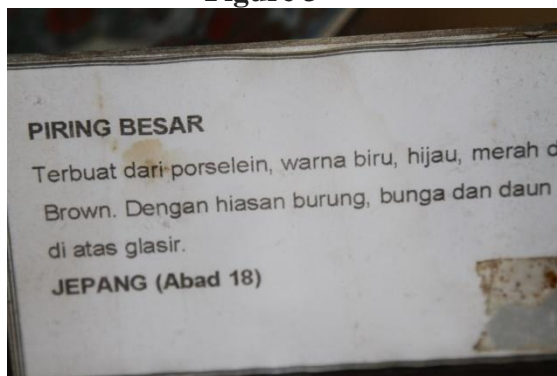 PIRING BESAR
Terbuat dari porselein, warna biru, hijau, merah d
Brown. Dengan hiasan burung, bunga dan daun
di atas glasir.
JEPANG (Abad 18)